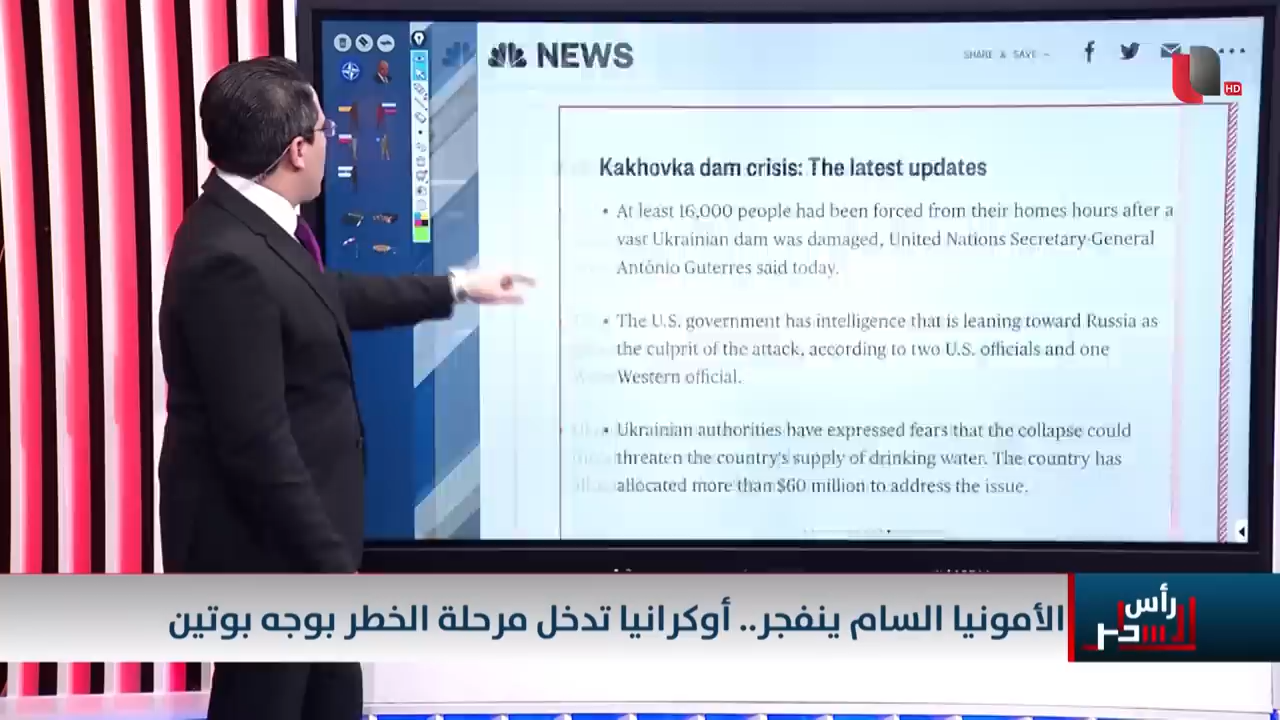 NEWS
SHARE & SAVE
HD
Kakhovka dam crisis: The latest updates
• At least 16,000 people had been forced from their homes hours after a
vast Ukrainian dam was damaged, United Nations Secretary-General
António Guterres said today.
• The U.S. government has intelligence that is leaning toward Russia as
the culprit of the attack, according to two U.S. officials and one
Western official.
• Ukrainian authorities have expressed fears that the collapse could
threaten the country's supply of drinking water. The country has
allocated more than $60 million to address the issue.
الأمونيا السام ينفجر.. أوكرانيا تدخل مرحلة الخطر بوجه بوتين
رأس
السطر